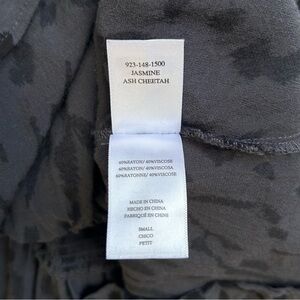 923-148-1500
JASMINE
ASH CHEETAH
60%RAYON/ 40%VISCOSE
60%RAYON/ 40%VISCOSA
60%RAYONNE/ 40%VISCOSE
MADE IN CHINA
HECHO EN CHINA
FABRIQUÉ EN CHINE
SMALL
CHICO
PETIT